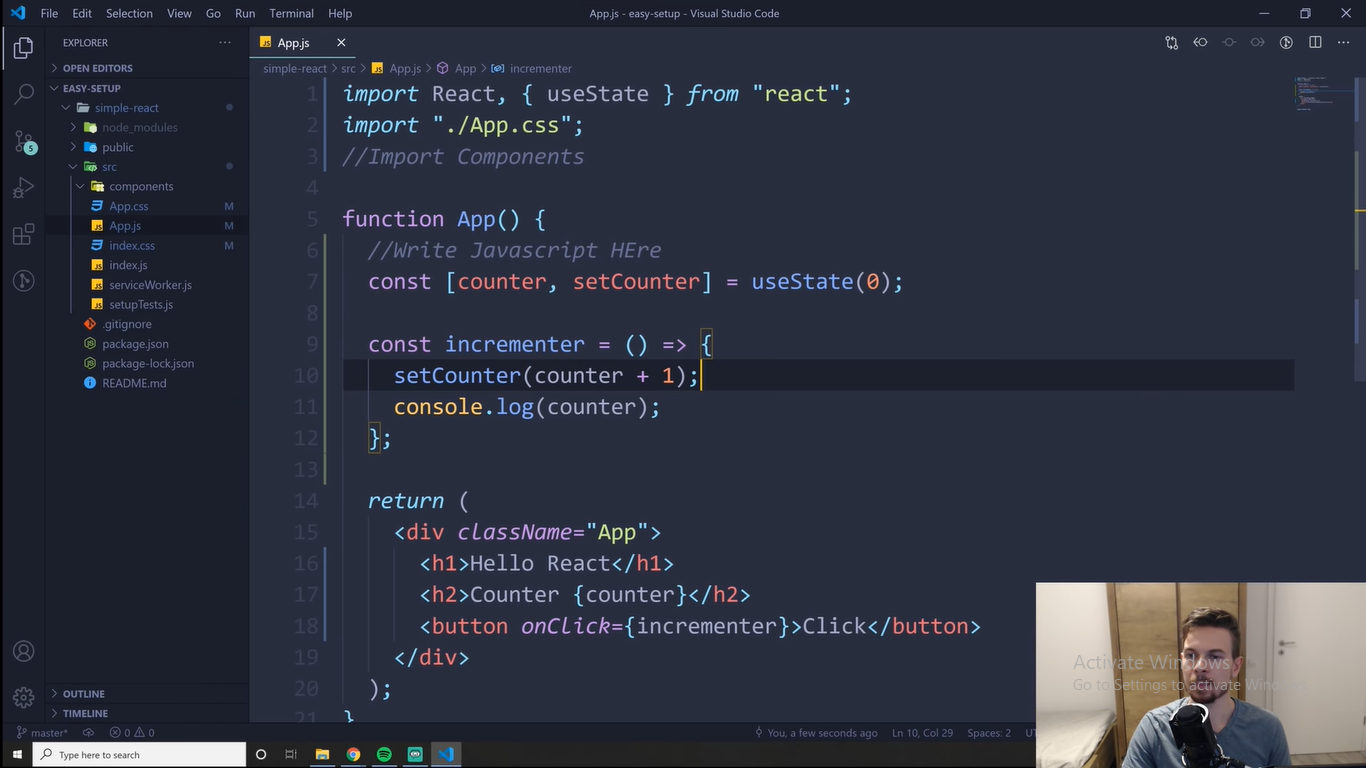 File Edit Selection View Go Run Terminal Help
App.js - easy-setup - Visual Studio Code
EXPLORER
OPEN EDITORS
EASY-SETUP
simple-react
node_modules
public
src
components
App.css M
App.js M
index.css M
index.js
serviceWorker.js
setupTests.js
.gitignore
package.json
package-lock.json
README.md
OUTLINE
TIMELINE
5
App.js
simple-react > src > App.js > App > incrementer
1 import React, { useState } from "react";
2 import "./App.css";
3 //Import Components
4
5 function App() {
6 //Write Javascript HEre
7 const [counter, setCounter] = useState(0);
8
9 const incrementer = () => {
10 setCounter(counter + 1);
11 console.log(counter);
12 };
13
14 return (
15 <div className="App">
16 <h1>Hello React</h1>
17 <h2>Counter {counter}</h2>
18 <button onClick={incrementer}>Click</button>
19 </div>
20 );
21 }
Activate Windows
Go to Settings to activate
master* 0 0
You, a few seconds ago Ln 10, Col 29 Spaces: 2
Type here to search